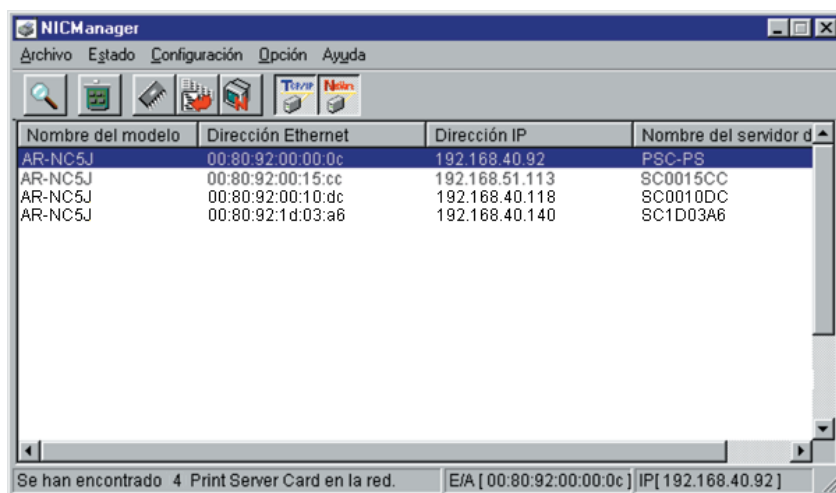 NICManager
Archivo Estado Configuración Opción Ayuda
TCP/IP NetWare
Nombre del modelo Dirección Ethernet Dirección IP Nombre del servidor d
AR-NC5J 00:80:92:00:00:0c 192.168.40.92 PSC-PS
AR-NC5J 00:80:92:00:15:cc 192.168.51.113 SC0015CC
AR-NC5J 00:80:92:00:10:dc 192.168.40.118 SC0010DC
AR-NC5J 00:80:92:1d:03:a6 192.168.40.140 SC1D03A6
Se han encontrado 4 Print Server Card en la red. E/A [ 00:80:92:00:00:0c ] IP[ 192.168.40.92 ]